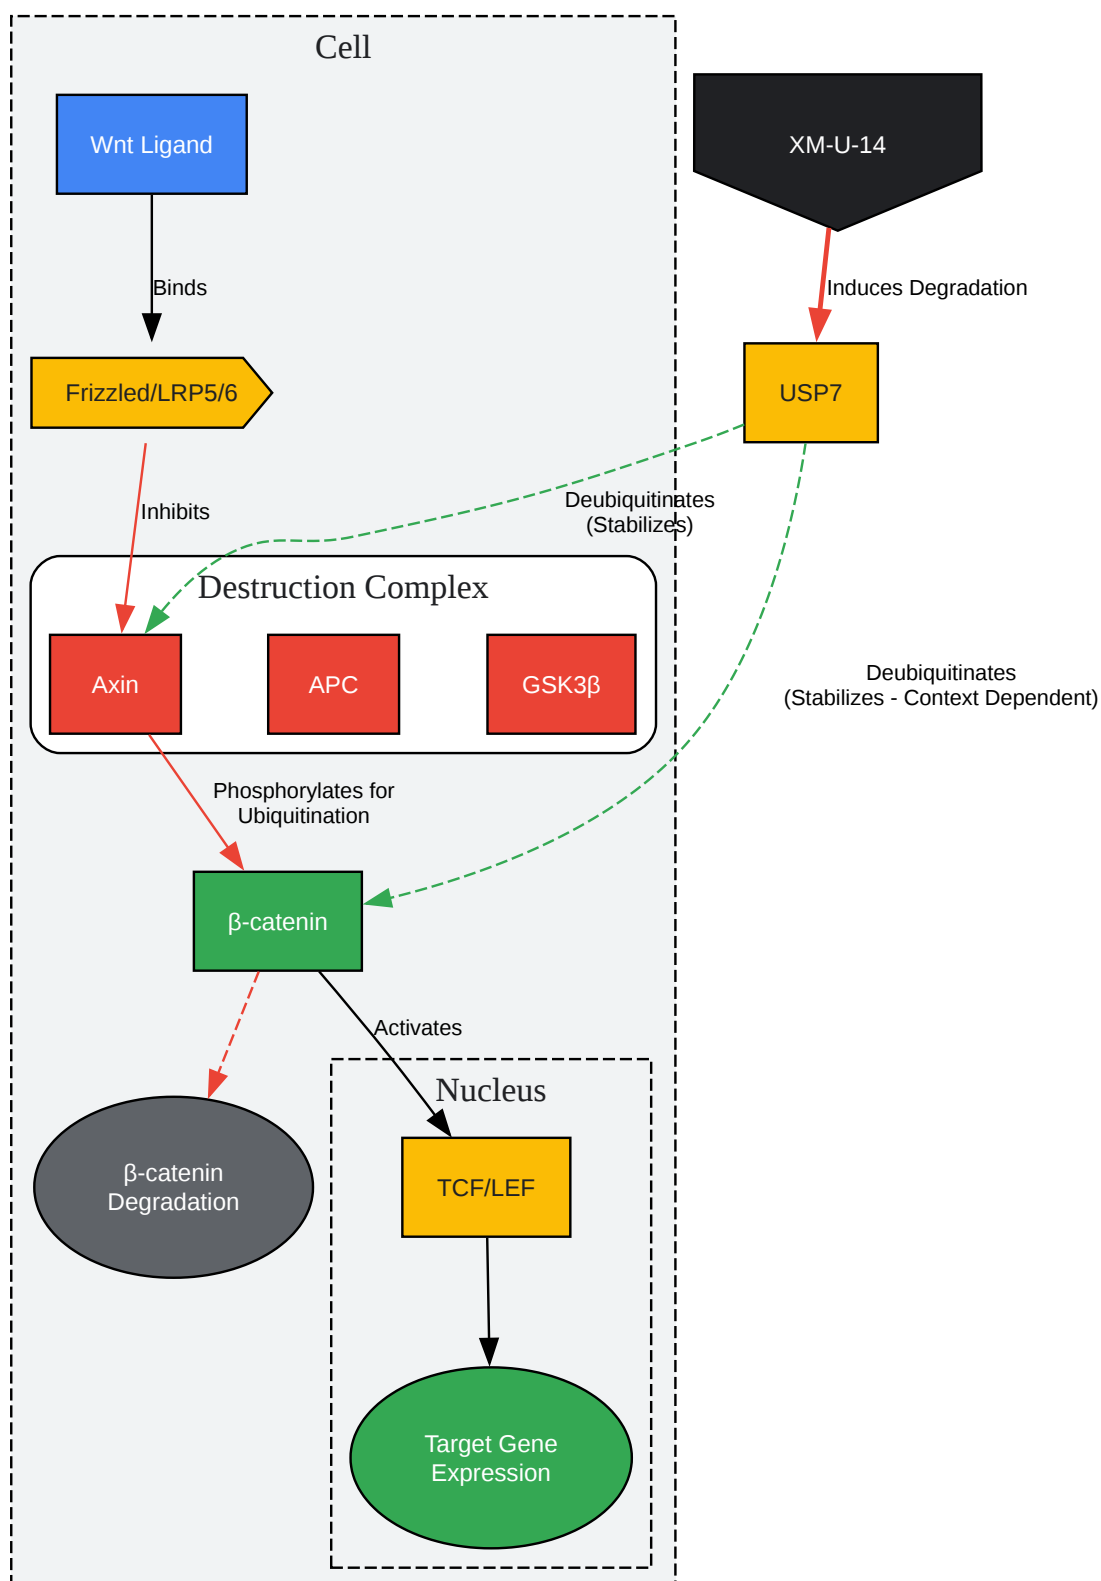 Cell
Wnt Ligand
XM-U-14
Binds
Induces Degradation
Frizzled/LRP5/6
USP7
Inhibits
Deubiquitinates
(Stabilizes)
Destruction Complex
Axin
APC
GSK3β
Deubiquitinates
(Stabilizes - Context Dependent)
Phosphorylates for
Ubiquitination
β-catenin
Activates
Nucleus
β-catenin
Degradation
TCF/LEF
Target Gene
Expression